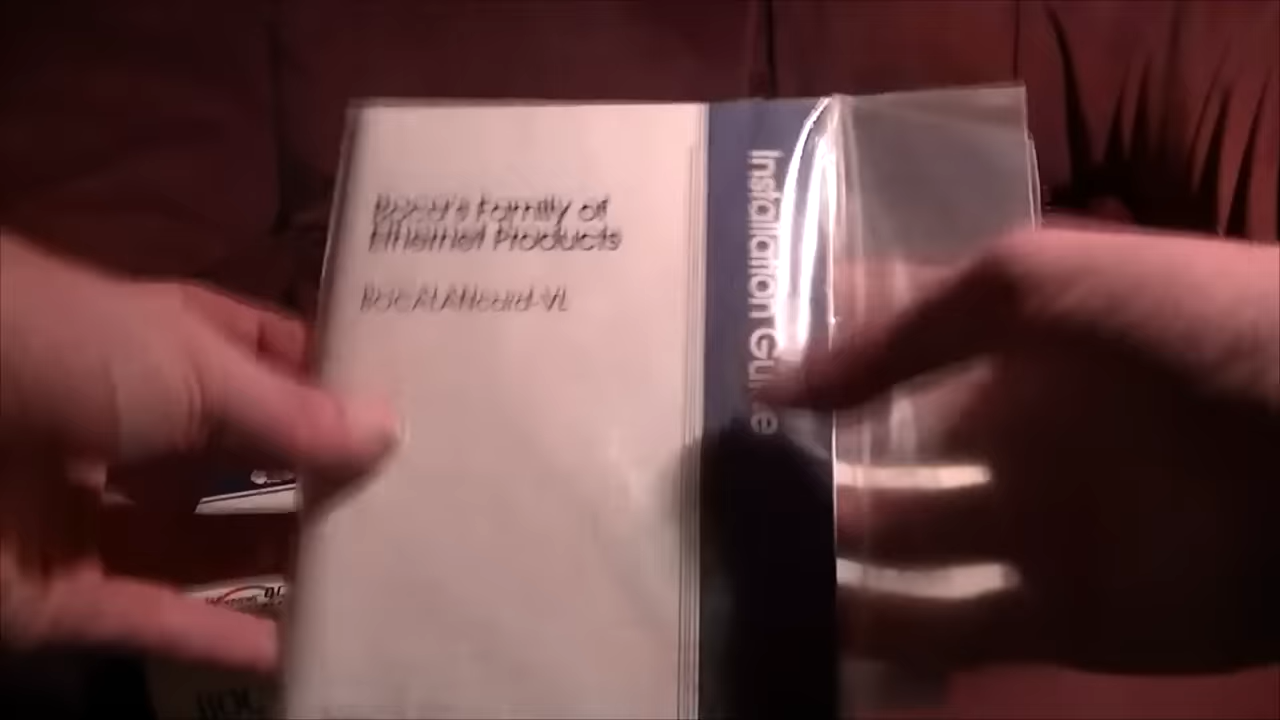 Boca's Family of
Ethernet Products
BOCALANcard-VL
Installation Guide